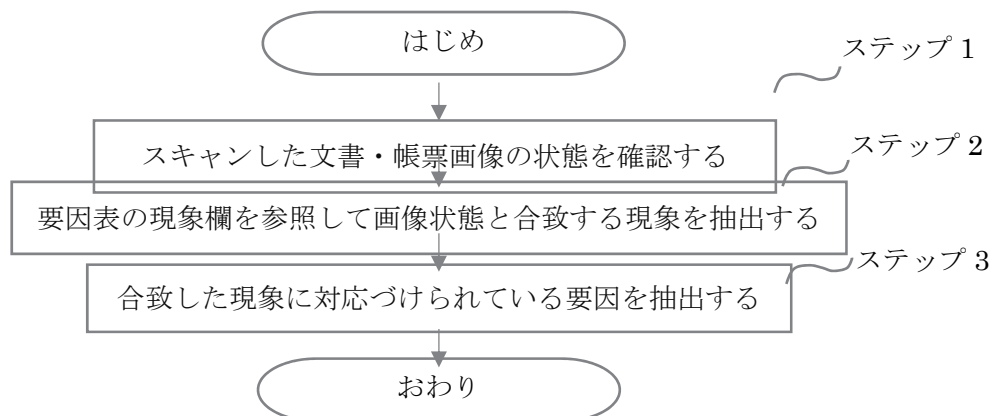 はじめ
ステップ 1
スキャンした文書・帳票画像の状態を確認する
ステップ 2
要因表の現象欄を参照して画像状態と合致する現象を抽出する
ステップ 3
合致した現象に対応づけられている要因を抽出する
おわり